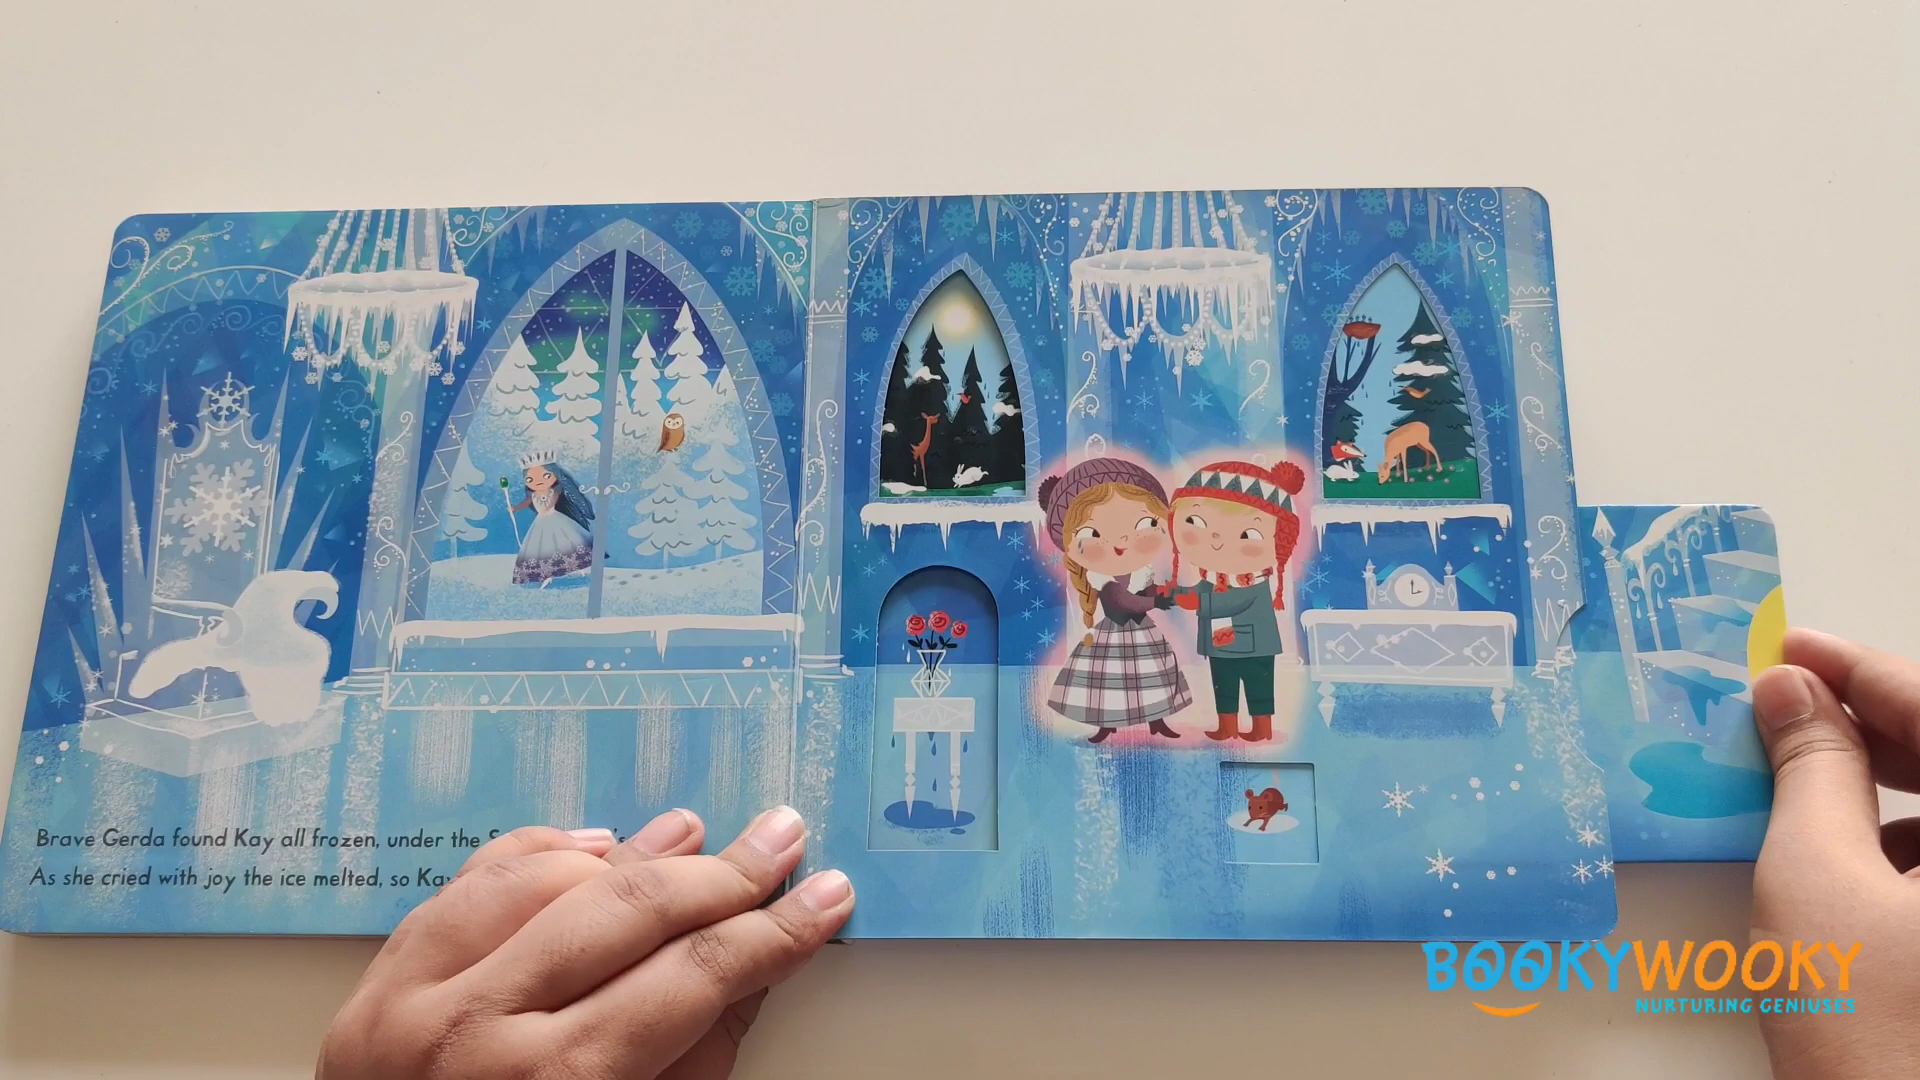 Brave Gerda found Kay all frozen, under the
As she cried with joy the ice melted, so
BOOKYWOOKY
NURTURING GENIUSES